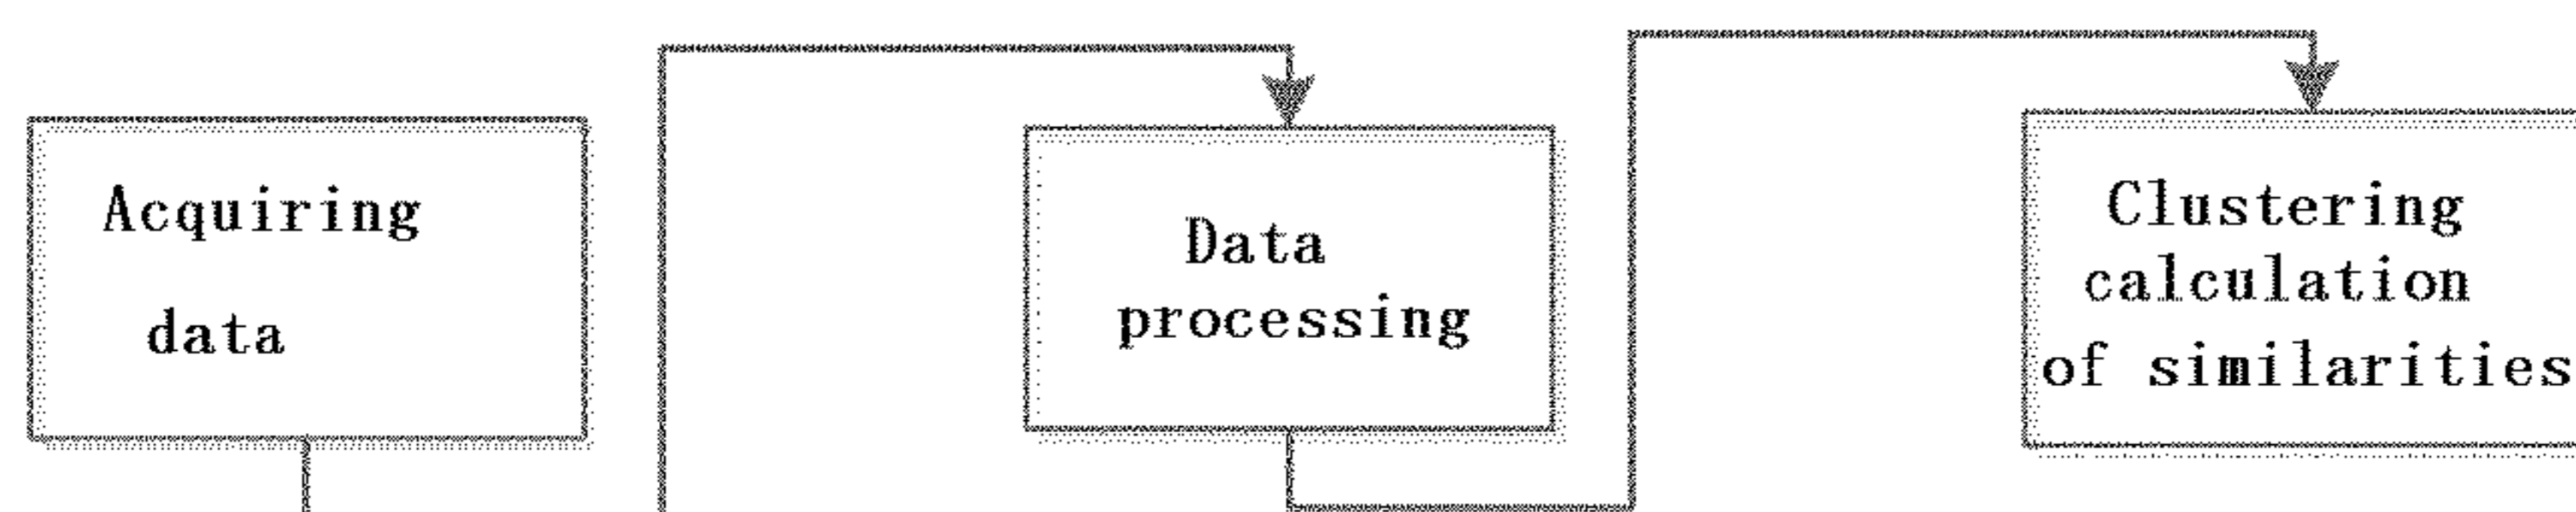 Acquiring
data
Data
processing
Clustering
calculation
of similarities